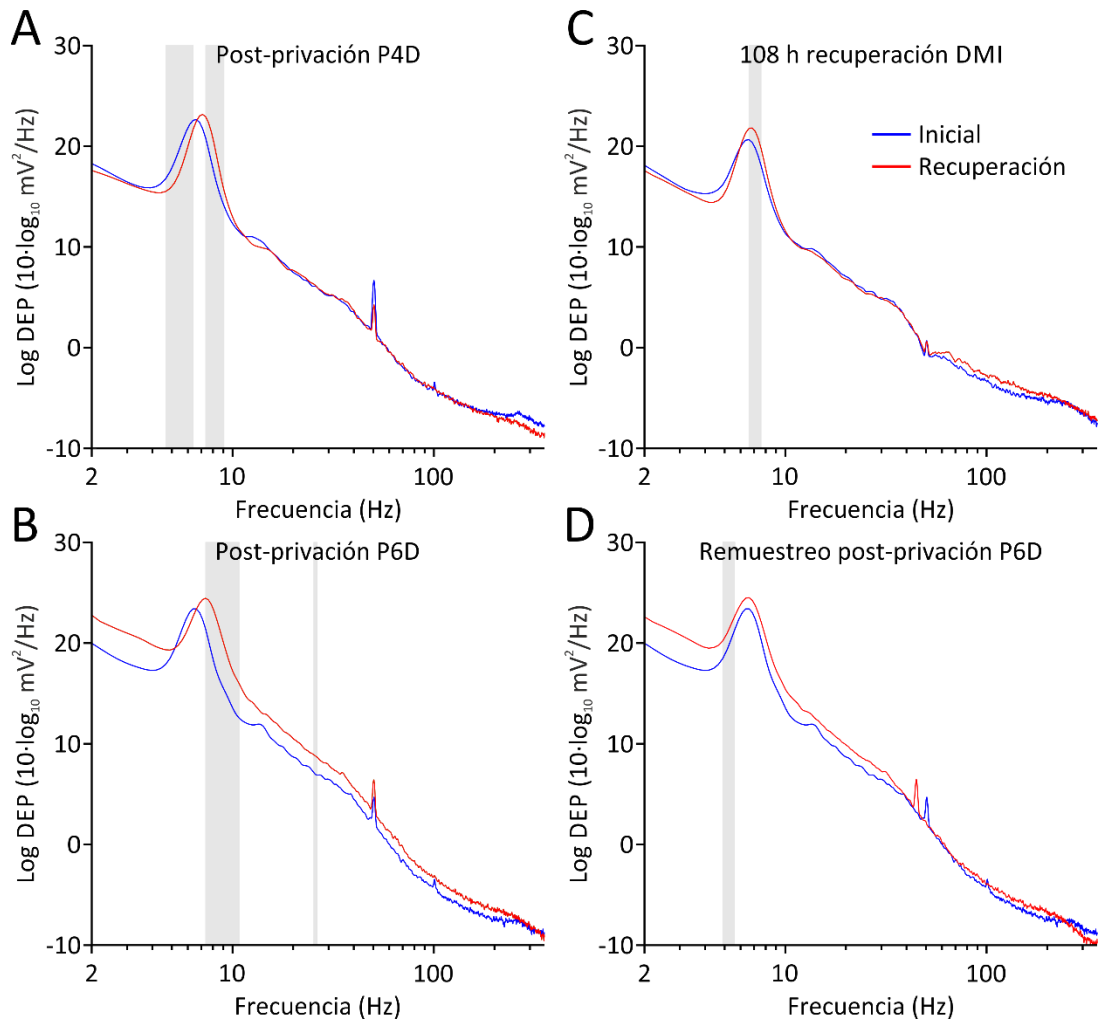 A
Post-privación P4D
Log DEP (10·log10 mV²/Hz)
30
20
10
0
-10
2
10
100
Frecuencia (Hz)
C
108 h recuperación DMI
Inicial
Recuperación
Log DEP (10·log10 mV²/Hz)
30
20
10
0
-10
2
10
100
Frecuencia (Hz)
B
Post-privación P6D
Log DEP (10·log10 mV²/Hz)
30
20
10
0
-10
2
10
100
Frecuencia (Hz)
D
Remuestreo post-privación P6D
Log DEP (10·log10 mV²/Hz)
30
20
10
0
-10
2
10
100
Frecuencia (Hz)